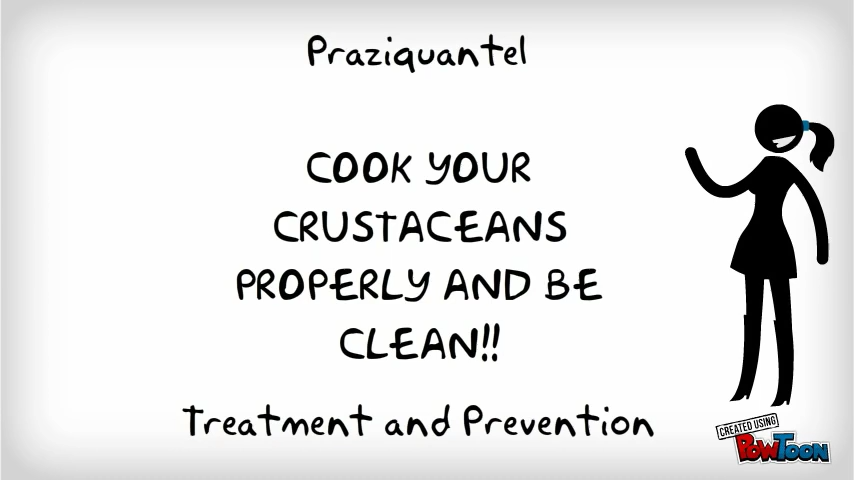 Praziquantel
COOK YOUR
CRUSTACEANS
PROPERLY AND BE
CLEAN!!
Treatment and Prevention
CREATED USING
POWTOON